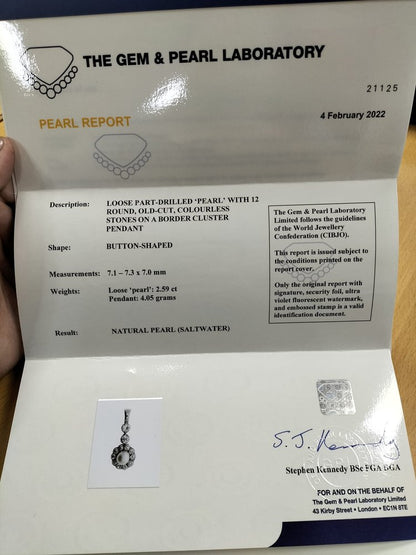 THE GEM & PEARL LABORATORY
21125
PEARL REPORT
4 February 2022
Description: LOOSE PART-DRILLED 'PEARL' WITH 12
ROUND, OLD-CUT, COLOURLESS
STONES ON A BORDER CLUSTER
PENDANT
Shape: BUTTON-SHAPED
Measurements: 7.1 – 7.3 x 7.0 mm
Weights: Loose 'pearl': 2.59 ct
Pendant: 4.05 grams
Result: NATURAL PEARL (SALTWATER)
The Gem & Pearl Laboratory
Limited follows the guidelines
of the World Jewellery
Confederation (CIBJO).
This report is issued subject to
the conditions printed on the
report cover.
Only the original report with
signature, security foil, ultra
violet fluorescent watermark,
and embossed stamp is a valid
identification document.
S. J. Kennedy
Stephen Kennedy BSc FGA DGA
FOR AND ON THE BEHALF OF
THE GEM & PEARL LABORATORY LIMITED
43 Kirby Street • London • EC1N 8TE